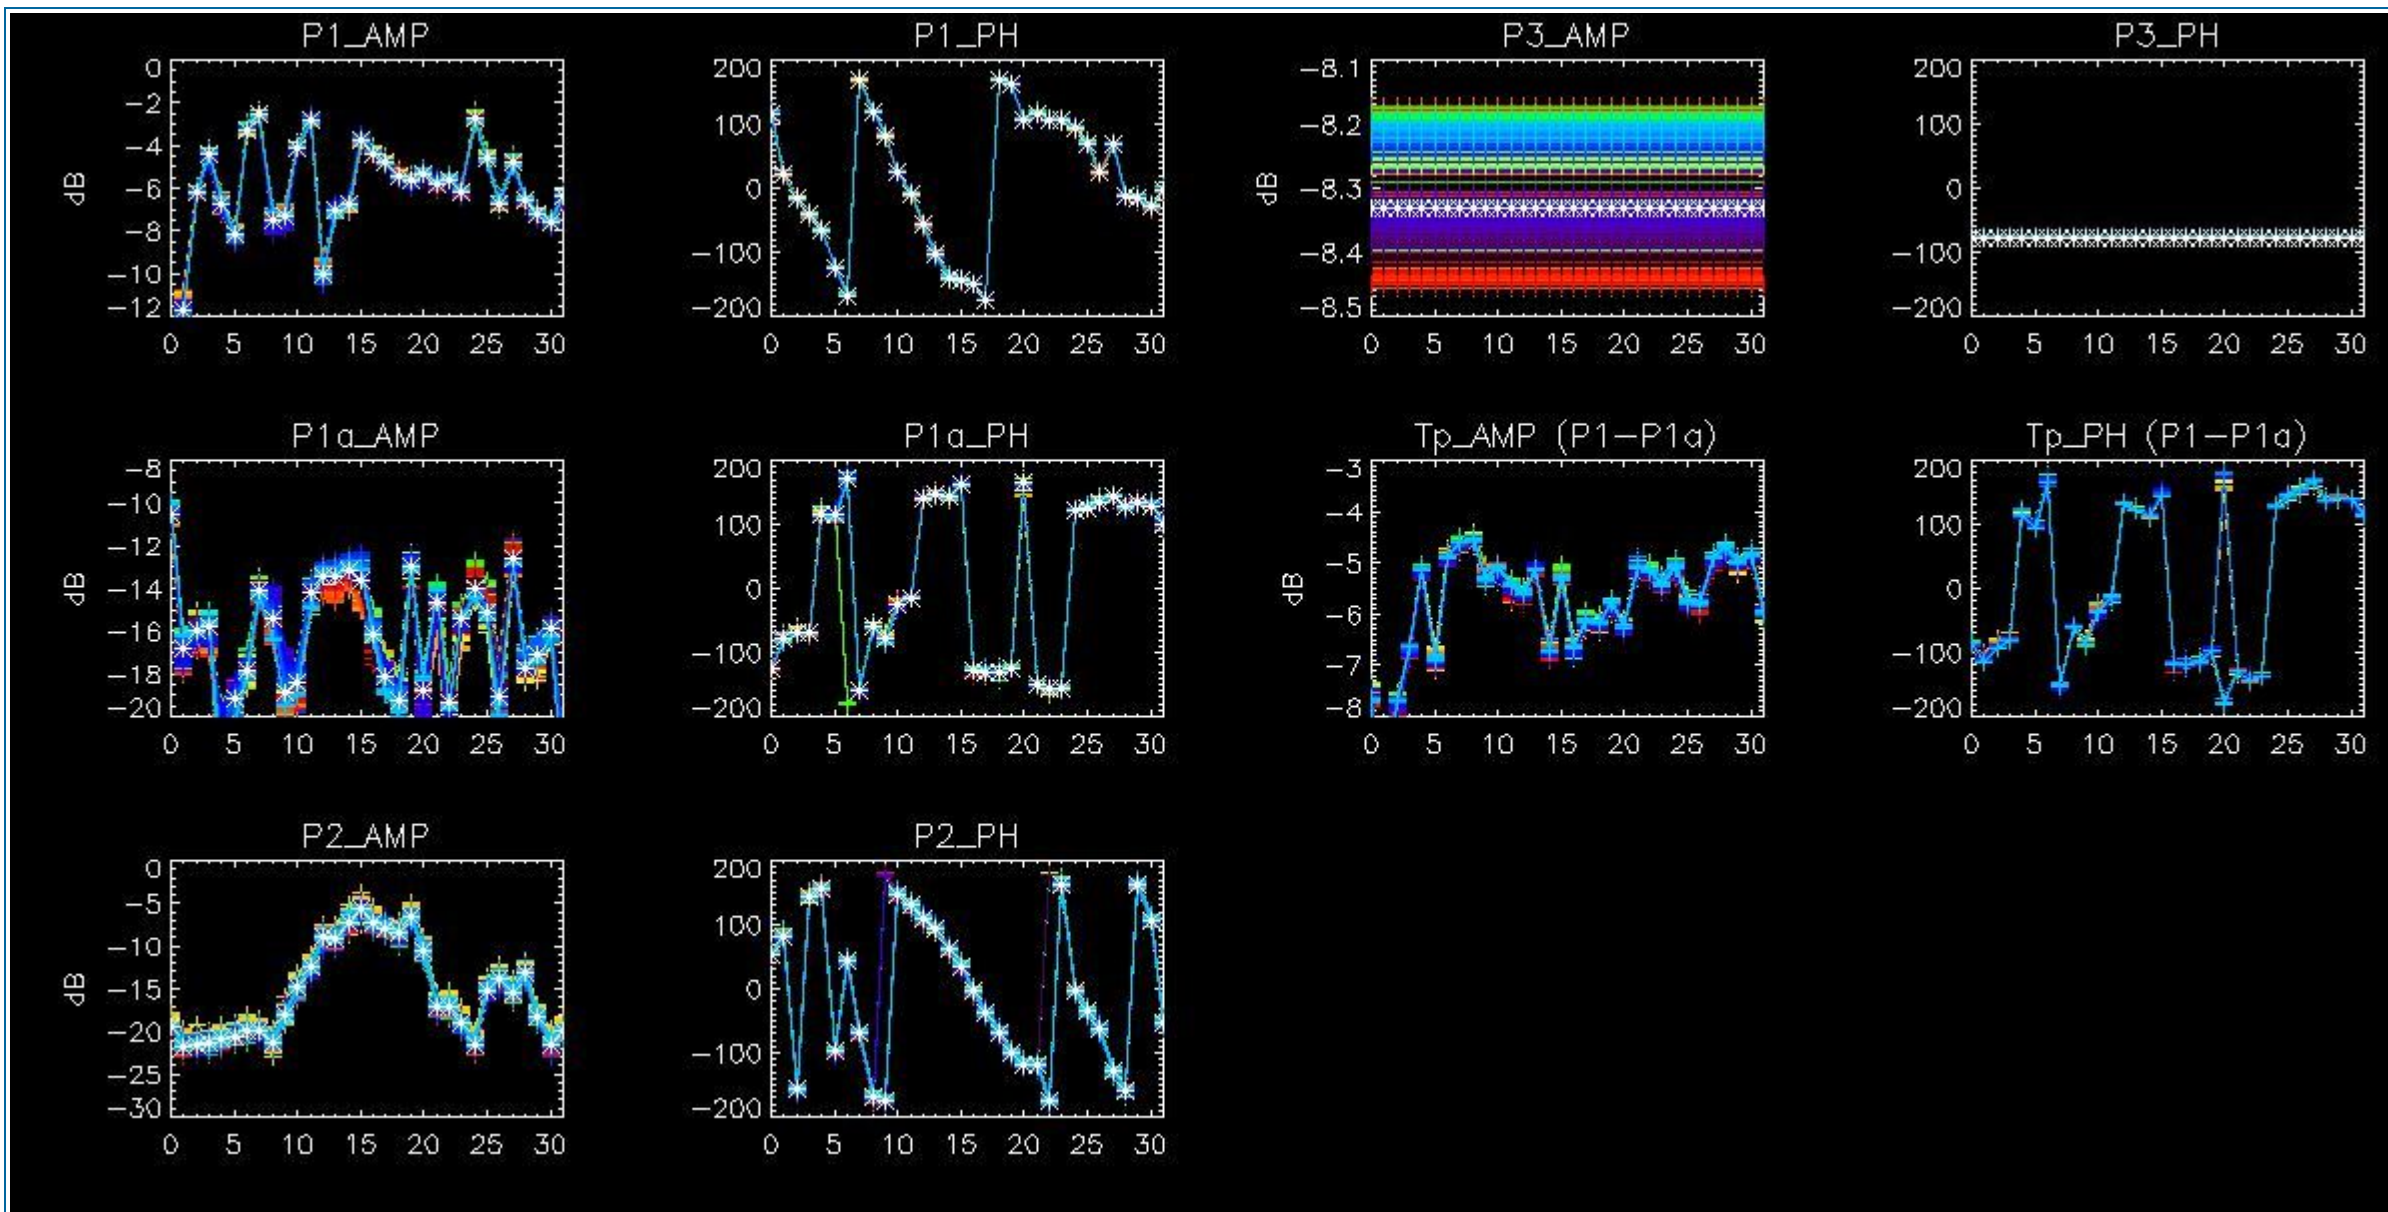 P1_AMP
P1_PH
P3_AMP
P3_PH
0
−2
−4
−6
−8
−10
−12
dB
0 5 10 15 20 25 30
200
100
0
−100
−200
0 5 10 15 20 25 30
−8.1
−8.2
−8.3
−8.4
−8.5
dB
0 5 10 15 20 25 30
200
100
0
−100
−200
0 5 10 15 20 25 30
P1a_AMP
P1a_PH
Tp_AMP (P1−P1a)
Tp_PH (P1−P1a)
−8
−10
−12
−14
−16
−18
−20
dB
0 5 10 15 20 25 30
200
100
0
−100
−200
0 5 10 15 20 25 30
−3
−4
−5
−6
−7
−8
dB
0 5 10 15 20 25 30
200
100
0
−100
−200
0 5 10 15 20 25 30
P2_AMP
P2_PH
0
−5
−10
−15
−20
−25
−30
dB
0 5 10 15 20 25 30
200
100
0
−100
−200
0 5 10 15 20 25 30